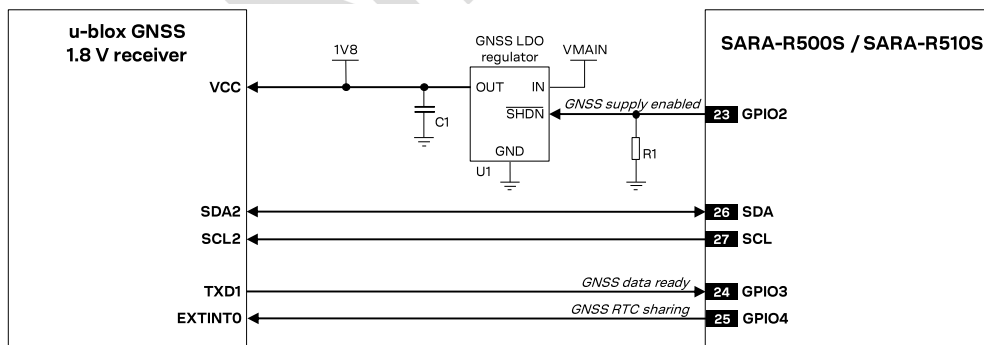 u-blox GNSS
1.8 V receiver
1V8
GNSS LDO
regulator
VMAIN
SARA-R500S / SARA-R510S
VCC
OUT
IN
GNSS supply enabled
SHDN
23 GPIO2
C1
GND
R1
U1
SDA2
26 SDA
SCL2
27 SCL
TXD1
GNSS data ready
24 GPIO3
EXTINT0
GNSS RTC sharing
25 GPIO4